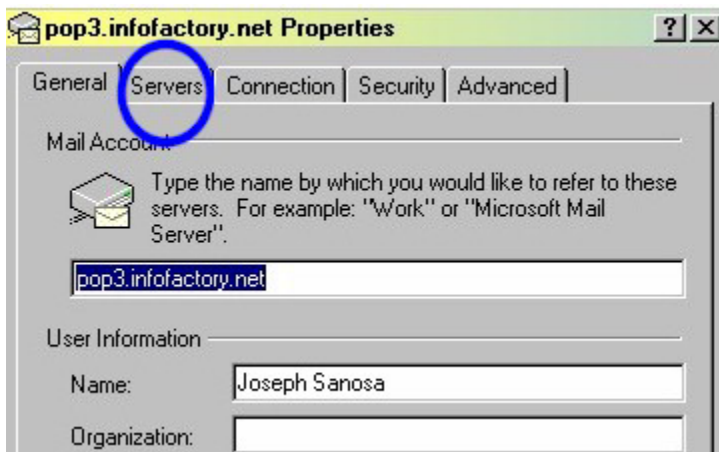 pop3.infofactory.net Properties
General Servers Connection Security Advanced
Mail Account
Type the name by which you would like to refer to these
servers. For example: "Work" or "Microsoft Mail
Server".
pop3.infofactory.net
User Information
Name: Joseph Sanosa
Organization: